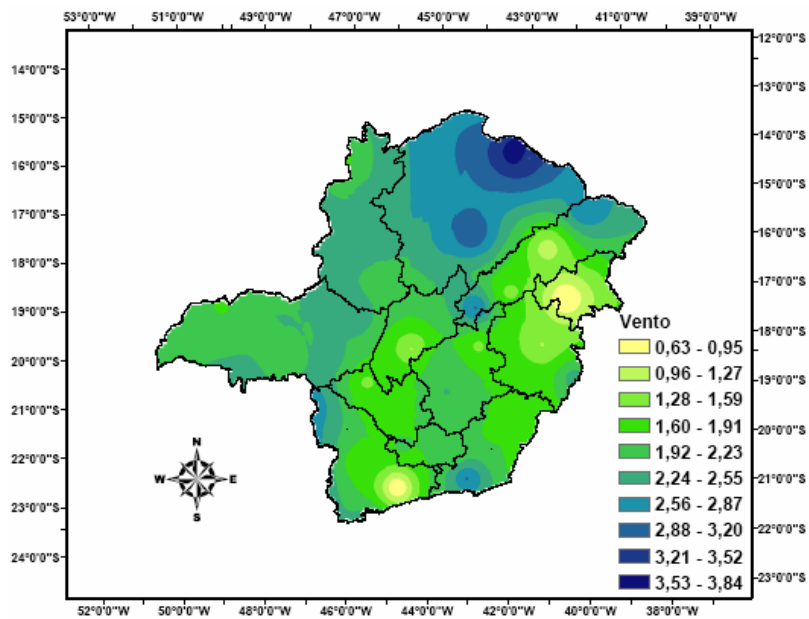 53°0'0"W 51°0'0"W 49°0'0"W 47°0'0"W 45°0'0"W 43°0'0"W 41°0'0"W 39°0'0"W
14°0'0"S
15°0'0"S
16°0'0"S
17°0'0"S
18°0'0"S
19°0'0"S
20°0'0"S
21°0'0"S
22°0'0"S
23°0'0"S
24°0'0"S
12°0'0"S
13°0'0"S
14°0'0"S
15°0'0"S
16°0'0"S
17°0'0"S
18°0'0"S
19°0'0"S
20°0'0"S
21°0'0"S
22°0'0"S
23°0'0"S
N
W E
S
Vento
0,63 - 0,95
0,96 - 1,27
1,28 - 1,59
1,60 - 1,91
1,92 - 2,23
2,24 - 2,55
2,56 - 2,87
2,88 - 3,20
3,21 - 3,52
3,53 - 3,84
52°0'0"W 50°0'0"W 48°0'0"W 46°0'0"W 44°0'0"W 42°0'0"W 40°0'0"W 38°0'0"W